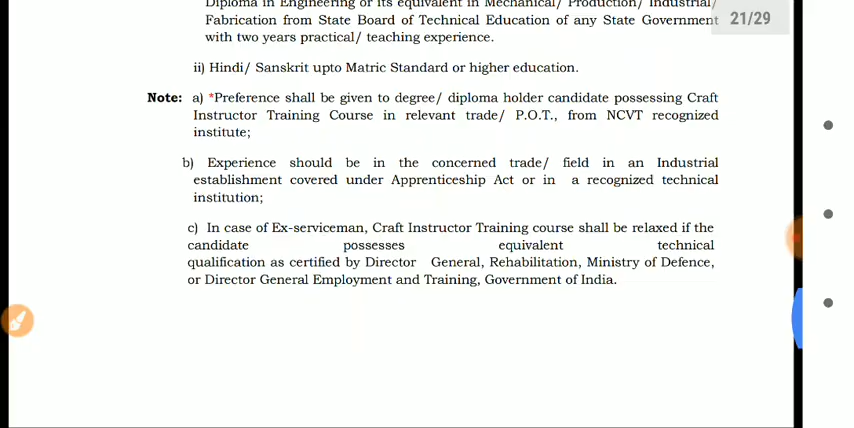 Diploma in Engineering or its equivalent in Mechanical/ Production/ Industrial/
Fabrication from State Board of Technical Education of any State Government
with two years practical/ teaching experience.
21/29
ii) Hindi/ Sanskrit upto Matric Standard or higher education.
Note: a) *Preference shall be given to degree/ diploma holder candidate possessing Craft
Instructor Training Course in relevant trade/ P.O.T., from NCVT recognized
institute;
b) Experience should be in the concerned trade/ field in an Industrial
establishment covered under Apprenticeship Act or in a recognized technical
institution;
c) In case of Ex-serviceman, Craft Instructor Training course shall be relaxed if the
candidate possesses equivalent technical
qualification as certified by Director General, Rehabilitation, Ministry of Defence,
or Director General Employment and Training, Government of India.